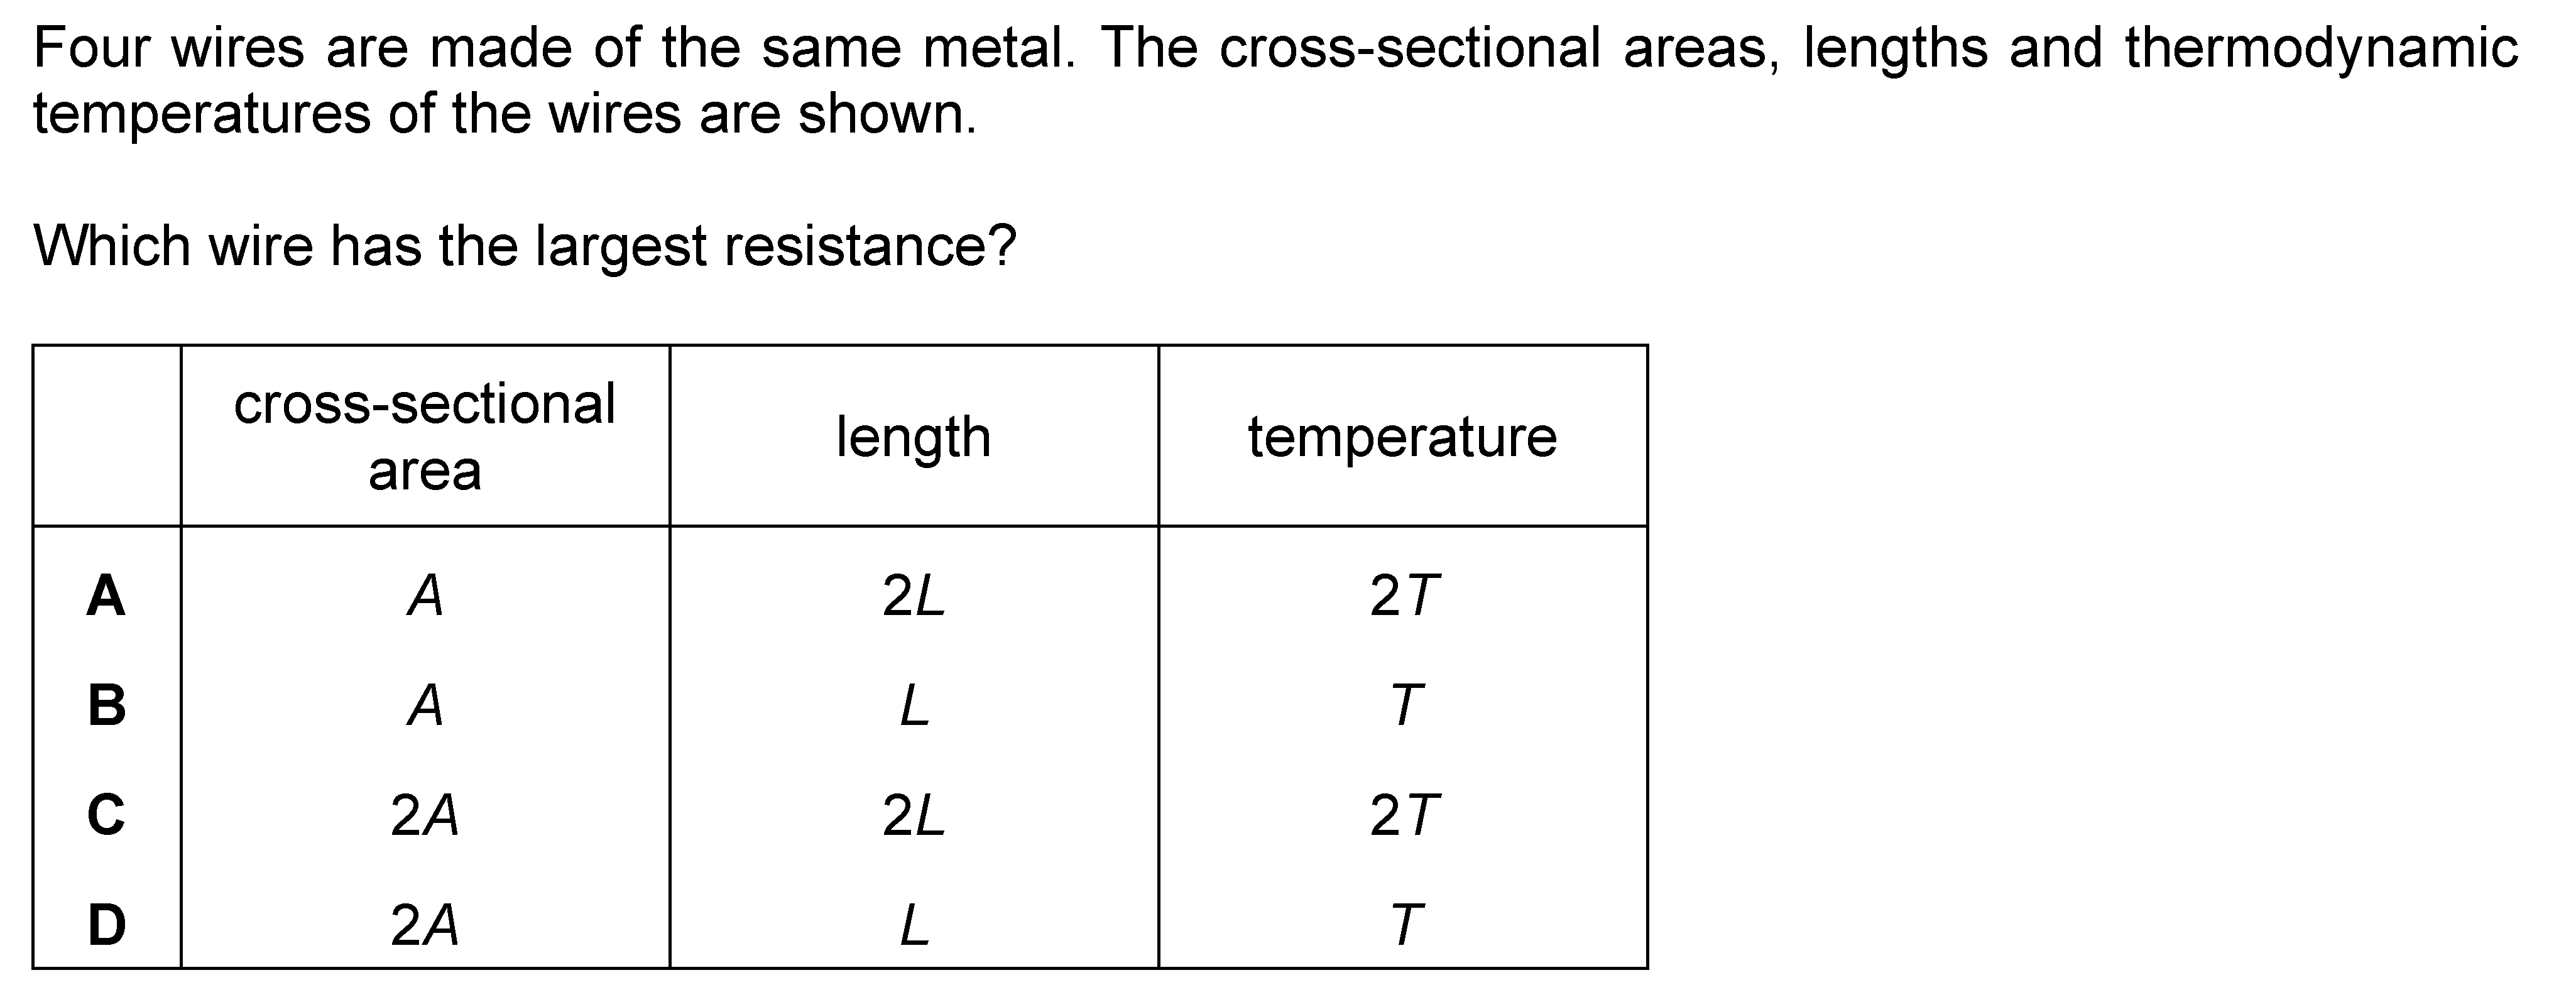 Four wires are made of the same metal. The cross-sectional areas, lengths and thermodynamic
temperatures of the wires are shown.
Which wire has the largest resistance?
cross-sectional
area
length
temperature
A A 2L 2T
B A L T
C 2A 2L 2T
D 2A L T